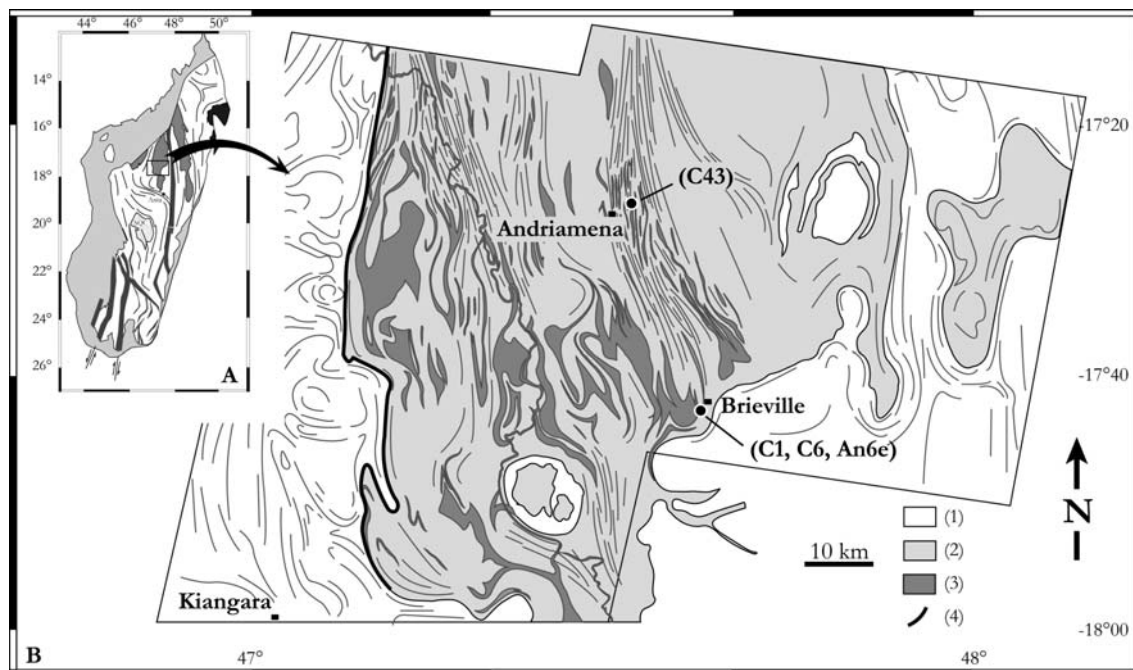 44° 46° 48° 50°
14°
16°
18°
20°
22°
24°
26°
A
(C43)
Andriamena
Brieville
(C1, C6, An6e)
-17°20
-17°40
-18°00
N
(1)
(2)
(3)
(4)
10 km
Kiangara
B
47° 48°